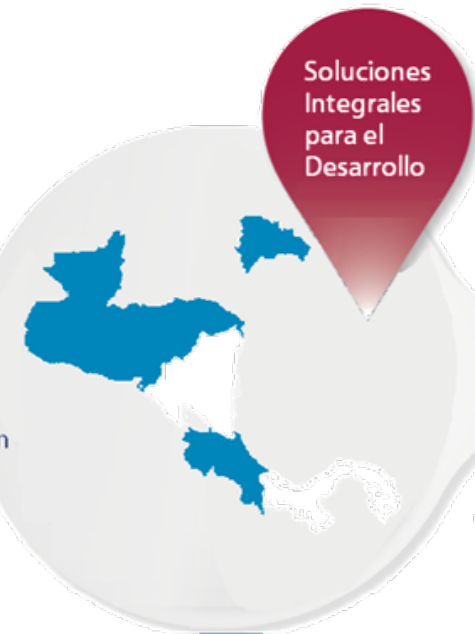 Soluciones
Integrales
para el
Desarrollo
n